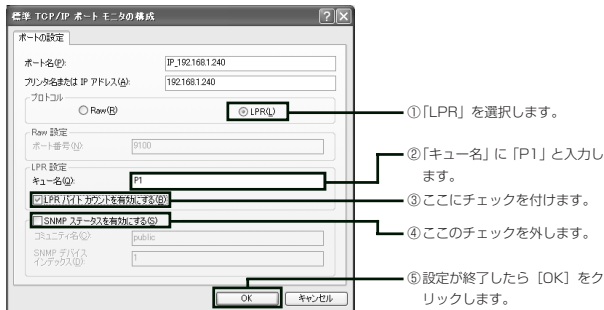 標準 TCP/IP ポート モニタの構成
ポートの設定
ポート名(P):
IP_192.168.1.240
プリンタ名または IP アドレス(A):
192.168.1.240
プロトコル
Raw(R)
LPR(L)
①「LPR」を選択します。
Raw 設定
ポート番号(N):
9100
LPR 設定
キュー名(Q):
P1
②「キュー名」に「P1」と入力し
ます。
LPR バイト カウントを有効にする(B)
③ここにチェックを付けます。
SNMP ステータスを有効にする(S)
④ここのチェックを外します。
コミュニティ名(C):
public
SNMP デバイス
インデックス(D):
1
⑤設定が終了したら［OK］をク
リックします。
OK
キャンセル